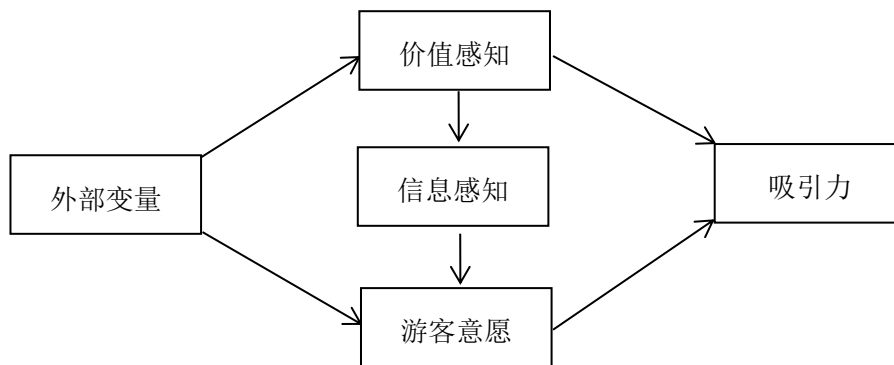 价值感知
外部变量
信息感知
吸引力
游客意愿